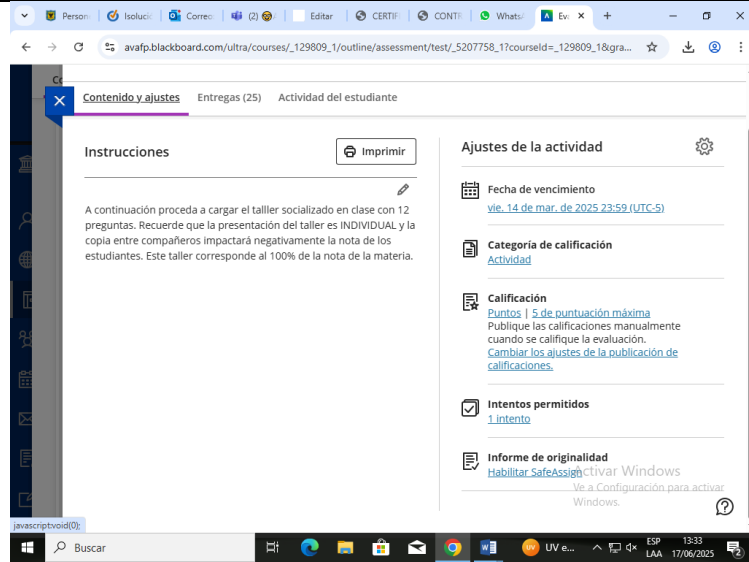 Person
Isolucić
Correo
(2)
Editar
CERTIFI
CONTR
Whats
Eva
avafp.blackboard.com/ultra/courses/_129809_1/outline/assessment/test/_5207758_1?courseId=_129809_1&gra...
Contenido y ajustes
Entregas (25)
Actividad del estudiante
Instrucciones
Imprimir
A continuación proceda a cargar el talller socializado en clase con 12
preguntas. Recuerde que la presentación del taller es INDIVIDUAL y la
copia entre compañeros impactará negativamente la nota de los
estudiantes. Este taller corresponde al 100% de la nota de la materia.
Ajustes de la actividad
Fecha de vencimiento
vie. 14 de mar. de 2025 23:59 (UTC-5)
Categoría de calificación
Actividad
Calificación
Puntos | 5 de puntuación máxima
Publique las calificaciones manualmente
cuando se califique la evaluación.
Cambiar los ajustes de la publicación de
calificaciones.
Intentos permitidos
1 intento
Informe de originalidad
Habilitar SafeAssign
Activar Windows
Ve a Configuración para activar
Windows.
javascript:void(0);
Buscar
UV e...
ESP
LAA
13:33
17/06/2025